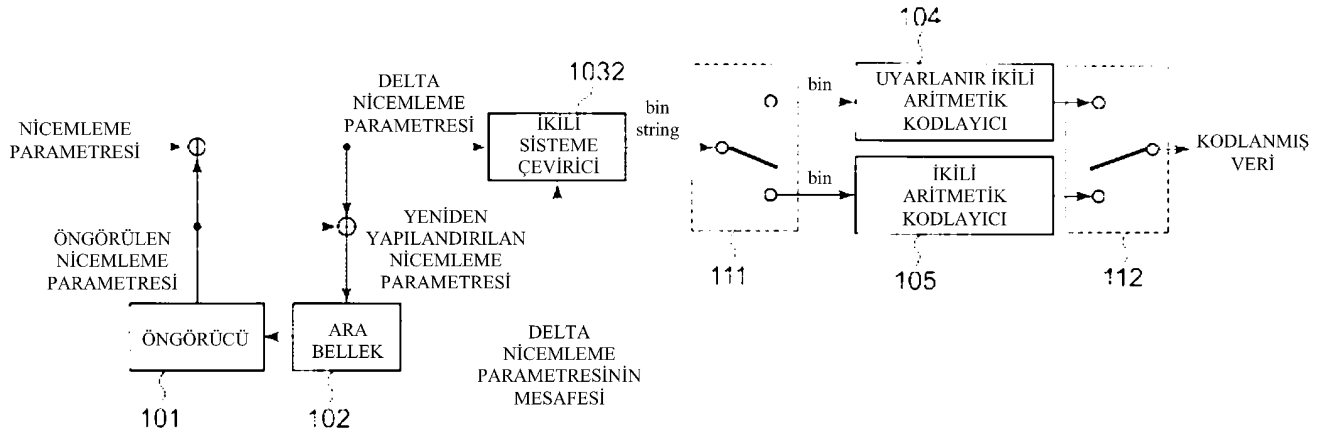 104
UYARLANIR İKİLİ
ARİTMETİK
KODLAYICI
1032
DELTA
NİCEMLEME
PARAMETRESİ
bin
string
bin
NİCEMLEME
PARAMETRESİ
İKİLİ
SİSTEME
ÇEVİRİCİ
KODLANMIŞ
VERİ
bin
İKİLİ
ARİTMETİK
KODLAYICI
ÖNGÖRÜLEN
NİCEMLEME
PARAMETRESİ
YENİDEN
YAPILANDIRILAN
NİCEMLEME
PARAMETRESİ
111
105
112
ÖNGÖRÜCÜ
ARA
BELLEK
DELTA
NİCEMLEME
PARAMETRESİNİN
MESAFESİ
101
102